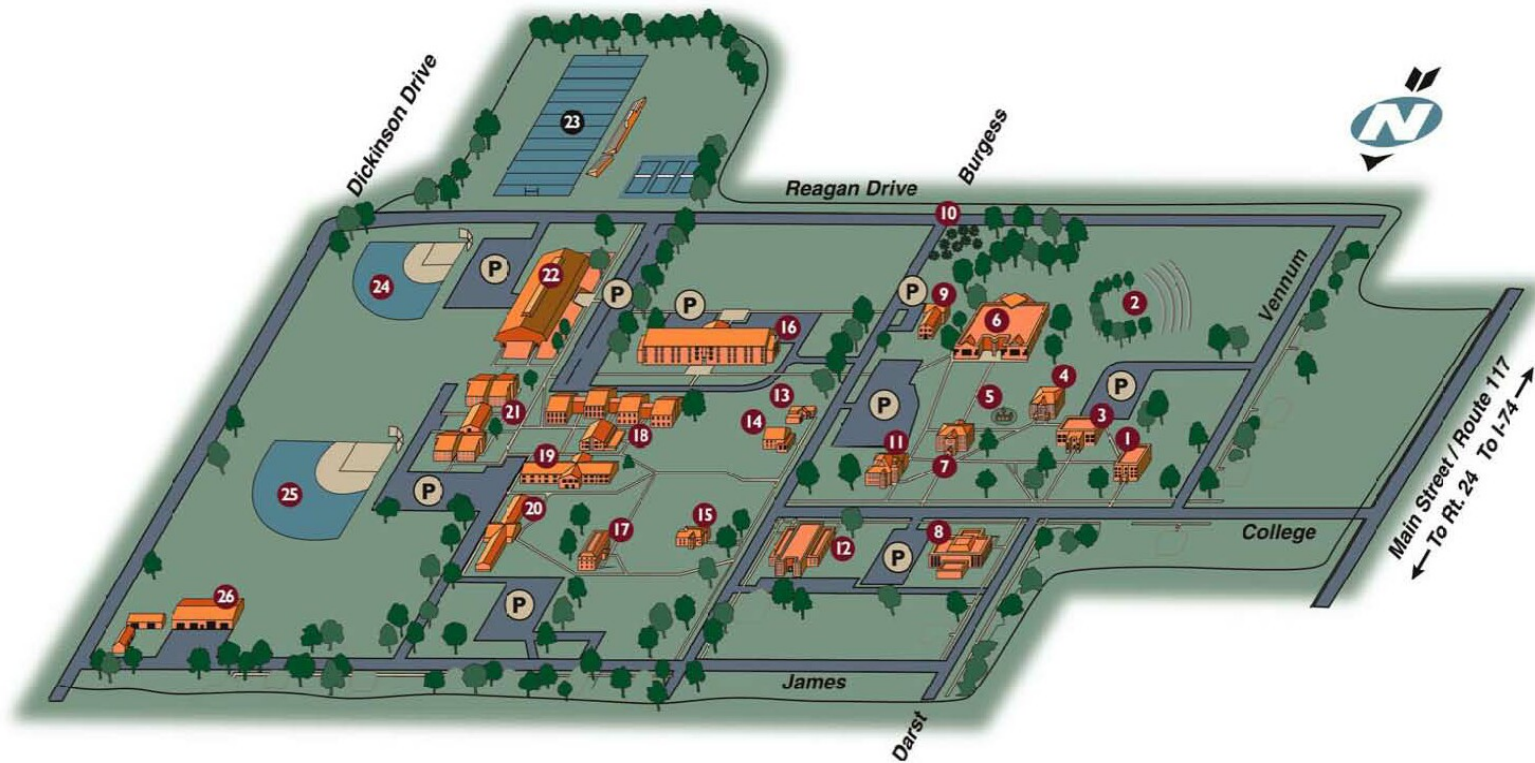 Dickinson Drive
23
Burgess
N
Reagan Drive
10
24
P
22
P
P
16
P
9
6
2
Vennum
21
18
13
14
P
5
4
P
3
1
11
7
Main Street / Route 117
To Rt. 24 To I-74
25
P
19
20
17
15
12
P
8
College
26
P
James
Darst